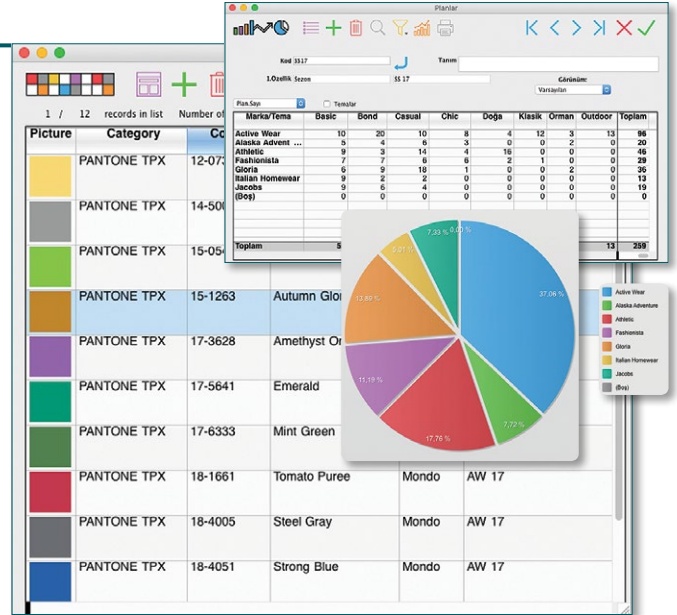 Planlar
Kod 3317 Tanım
1.Özellik Sezon SS 17 Görünüm:
Varsayılan
Plan.Sayı Temalar
Marka/Tema Basic Bond Casual Chic Doğa Klasik Orman Outdoor Toplam
Active Wear 10 20 10 8 4 12 3 13 96
Alaska Advent ... 5 4 6 3 0 0 2 0 20
Athletic 9 3 14 4 16 0 0 0 46
Fashionista 7 7 6 6 2 1 0 0 29
Gloria 6 9 18 1 0 0 2 0 36
Italian Homewear 9 2 2 0 0 0 0 0 13
Jacobs 9 6 4 0 0 0 0 0 19
(Boş) 0 0 0 0 0 0 0 0 0
Toplam 5 13 259
1 / 12 records in list Number of
Picture Category Co
PANTONE TPX 12-073
PANTONE TPX 14-500
PANTONE TPX 15-054
PANTONE TPX 15-1263 Autumn Glor
PANTONE TPX 17-3628 Amethyst Or
PANTONE TPX 17-5641 Emerald
PANTONE TPX 17-6333 Mint Green
PANTONE TPX 18-1661 Tomato Puree Mondo AW 17
PANTONE TPX 18-4005 Steel Gray Mondo AW 17
PANTONE TPX 18-4051 Strong Blue Mondo AW 17
7,33 % 0,00 %
37,06 %
13,89 %
11,19 %
17,76 %
7,72 %
Active Wear
Alaska Adventure
Athletic
Fashionista
Gloria
Italian Homewear
Jacobs
(Boş)